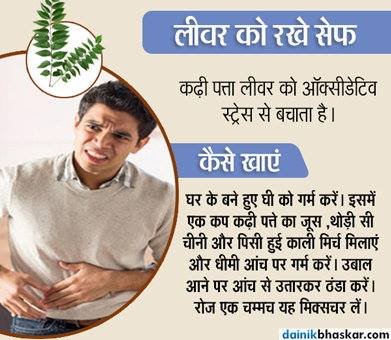 लीवर को रखे सेफ
कढ़ी पत्ता लीवर को ऑक्सीडेटिव
स्ट्रेस से बचाता है।
कैसे खाएं
घर के बने हुए घी को गर्म करें। इसमें
एक कप कढ़ी पत्ते का जूस ,थोड़ी सी
चीनी और पिसी हुई काली मिर्च मिलाएं
और धीमी आंच पर गर्म करें। उबाल
आने पर आंच से उतारकर ठंडा करें।
रोज एक चम्मच यह मिक्सचर लें।
dainikbhaskar.com